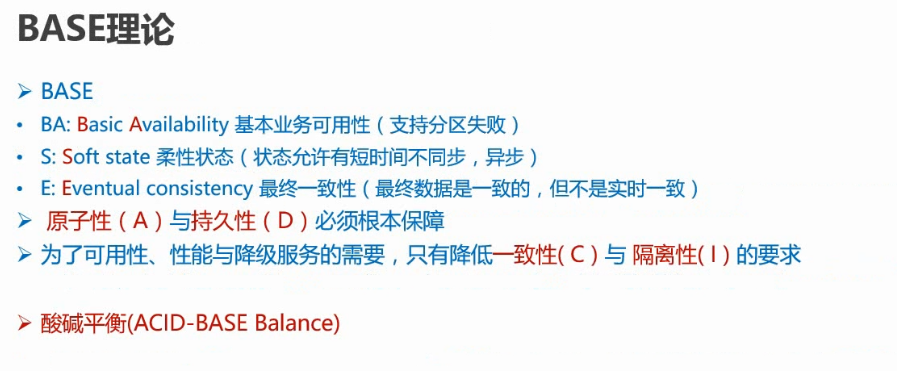 BASE理论
➢ BASE
• BA: Basic Availability 基本业务可用性（支持分区失败）
• S: Soft state 柔性状态（状态允许有短时间不同步，异步）
• E: Eventual consistency 最终一致性（最终数据是一致的，但不是实时一致）
➢ 原子性（A）与持久性（D）必须根本保障
➢ 为了可用性、性能与降级服务的需要，只有降低一致性( C ) 与 隔离性( I ) 的要求
➢ 酸碱平衡(ACID-BASE Balance)